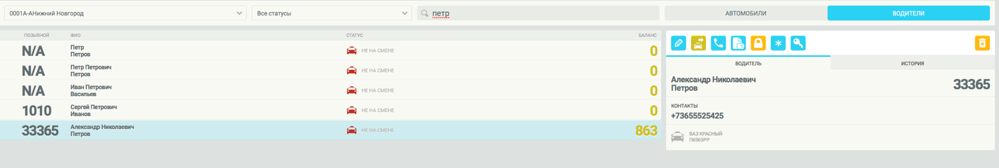 0001А-АНижний Новгород
Все статусы
петр
АВТОМОБИЛИ
ВОДИТЕЛИ
ПОЗЫВНОЙ ФИО СТАТУС БАЛАНС
N/A Петр Петров НЕ НА СМЕНЕ 0
N/A Петр Петрович Петров НЕ НА СМЕНЕ 0
N/A Иван Петрович Васильев НЕ НА СМЕНЕ 0
1010 Сергей Петрович Иванов НЕ НА СМЕНЕ 0
33365 Александр Николаевич Петров НЕ НА СМЕНЕ 863
ВОДИТЕЛЬ
ИСТОРИЯ
Александр Николаевич
Петров
33365
КОНТАКТЫ
+73655525425
ВАЗ КРАСНЫЙ
П6565РР